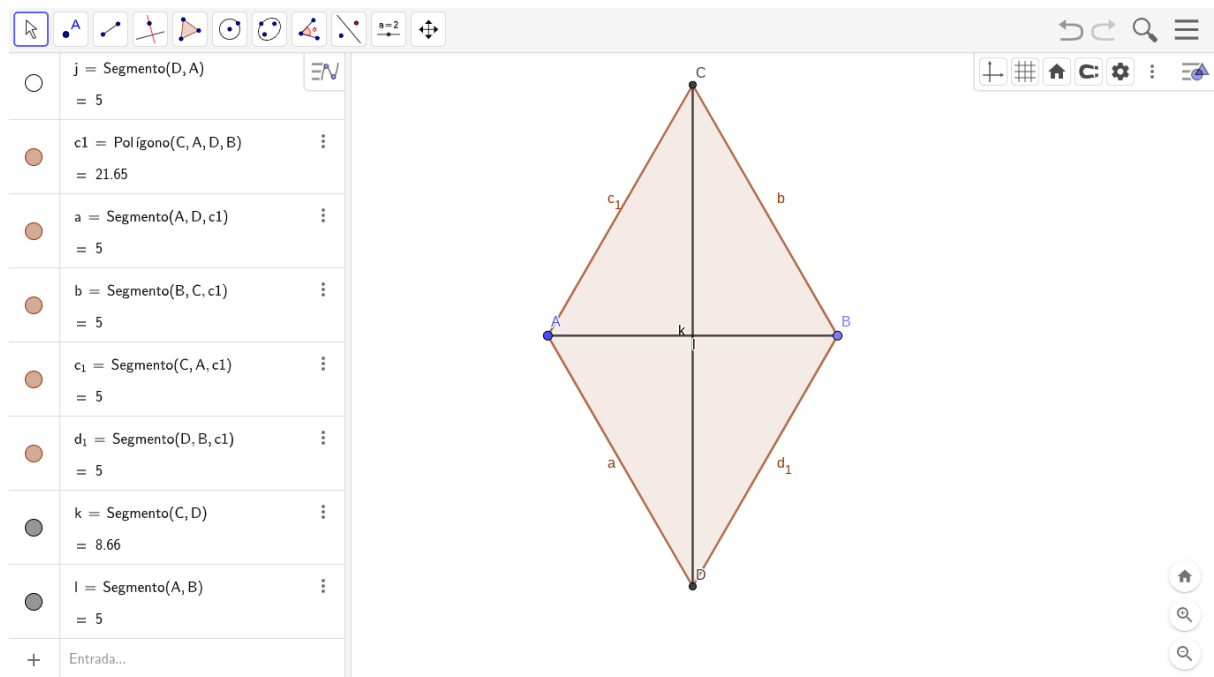 A
a=2
j = Segmento(D, A)
= 5
c1 = Polígono(C, A, D, B)
= 21.65
a = Segmento(A, D, c1)
= 5
b = Segmento(B, C, c1)
= 5
c₁ = Segmento(C, A, c1)
= 5
d₁ = Segmento(D, B, c1)
= 5
k = Segmento(C, D)
= 8.66
l = Segmento(A, B)
= 5
Entrada...
C
c₁
b
A
B
k
l
a
d₁
D